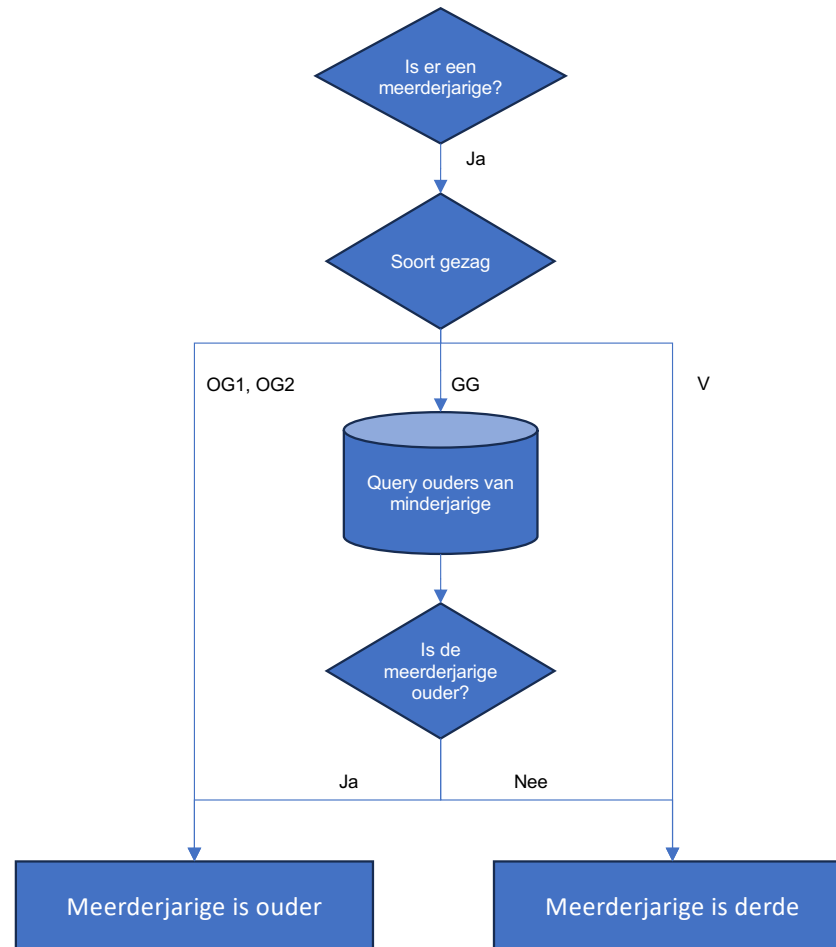 Is er een
meerderjarige?
Ja
Soort gezag
OG1, OG2
GG
V
Query ouders van
minderjarige
Is de
meerderjarige
ouder?
Ja
Nee
Meerderjarige is ouder
Meerderjarige is derde